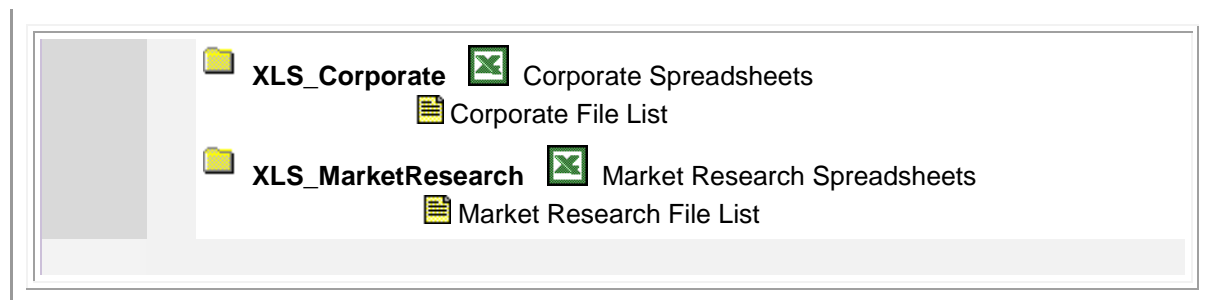 XLS_Corporate Corporate Spreadsheets
Corporate File List
XLS_MarketResearch Market Research Spreadsheets
Market Research File List